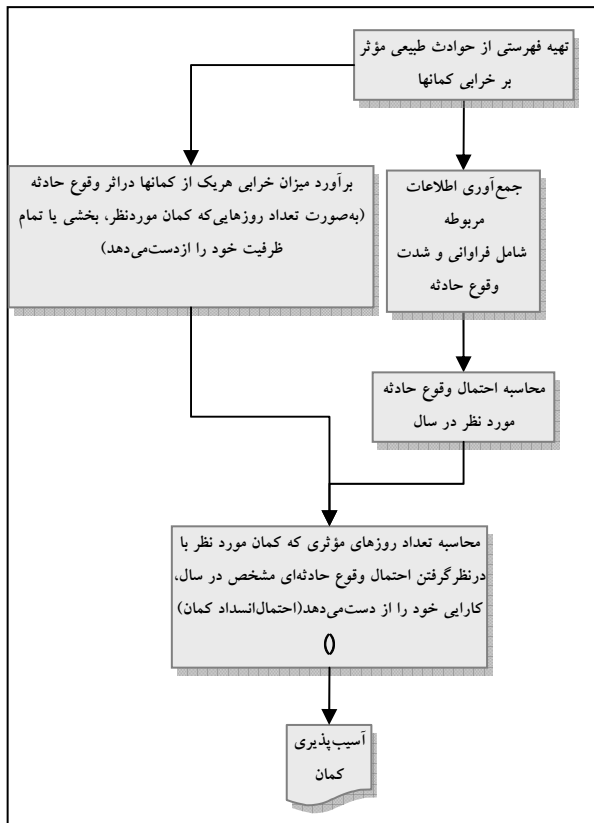 تهیه فهرستی از حوادث طبیعی مؤثر
بر خرابی کمانها
جمع‌آوری اطلاعات
مربوطه
شامل فراوانی و شدت
وقوع حادثه
برآورد میزان خرابی هریک از کمانها دراثر وقوع حادثه
(به‌صورت تعداد روزهایی‌که کمان موردنظر، بخشی یا تمام
ظرفیت خود را ازدست‌می‌دهد)
محاسبه احتمال وقوع حادثه
مورد نظر در سال
محاسبه تعداد روزهای مؤثری که کمان مورد نظر با
درنظرگرفتن احتمال وقوع حادثه‌ای مشخص در سال،
کارایی خود را از دست‌می‌دهد(احتمال‌انسداد کمان)
()
آسیب‌پذیری
کمان